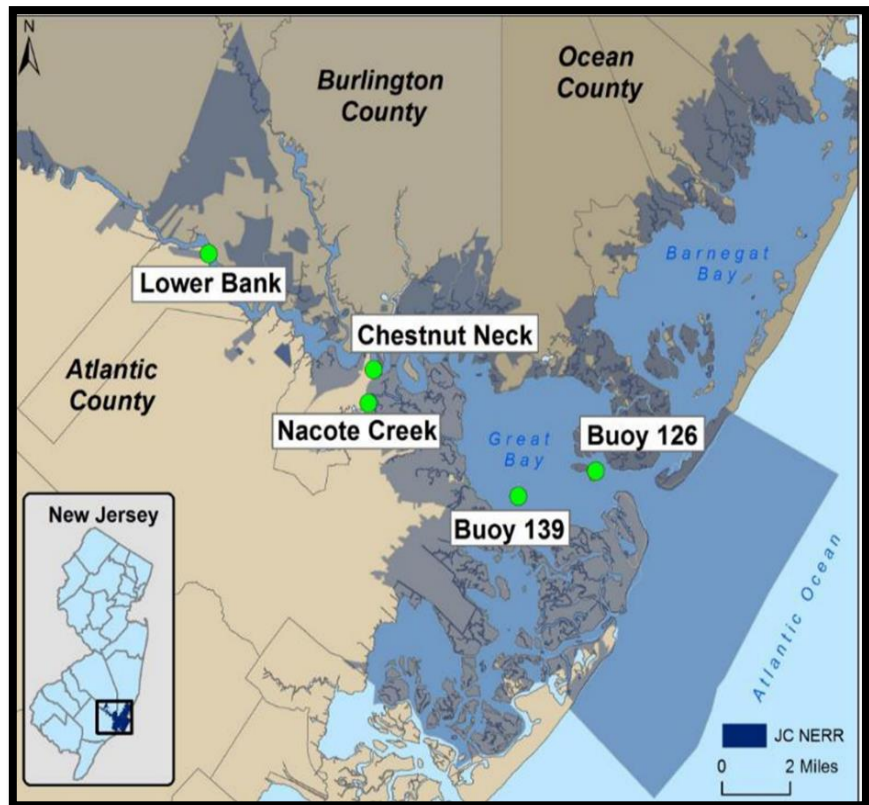 N
Burlington
County
Ocean
County
Barnegat
Bay
Lower Bank
Chestnut Neck
Atlantic
County
Nacote Creek
Great
Bay
Buoy 126
Buoy 139
New Jersey
Atlantic Ocean
JC NERR
0 2 Miles